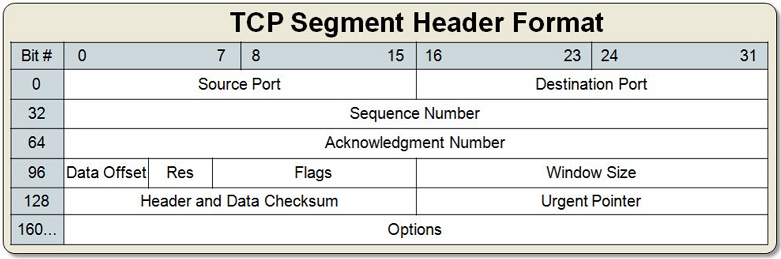 TCP Segment Header Format
Bit # 0 7 8 15 16 23 24 31
0 Source Port Destination Port
32 Sequence Number
64 Acknowledgment Number
96 Data Offset Res Flags Window Size
128 Header and Data Checksum Urgent Pointer
160... Options